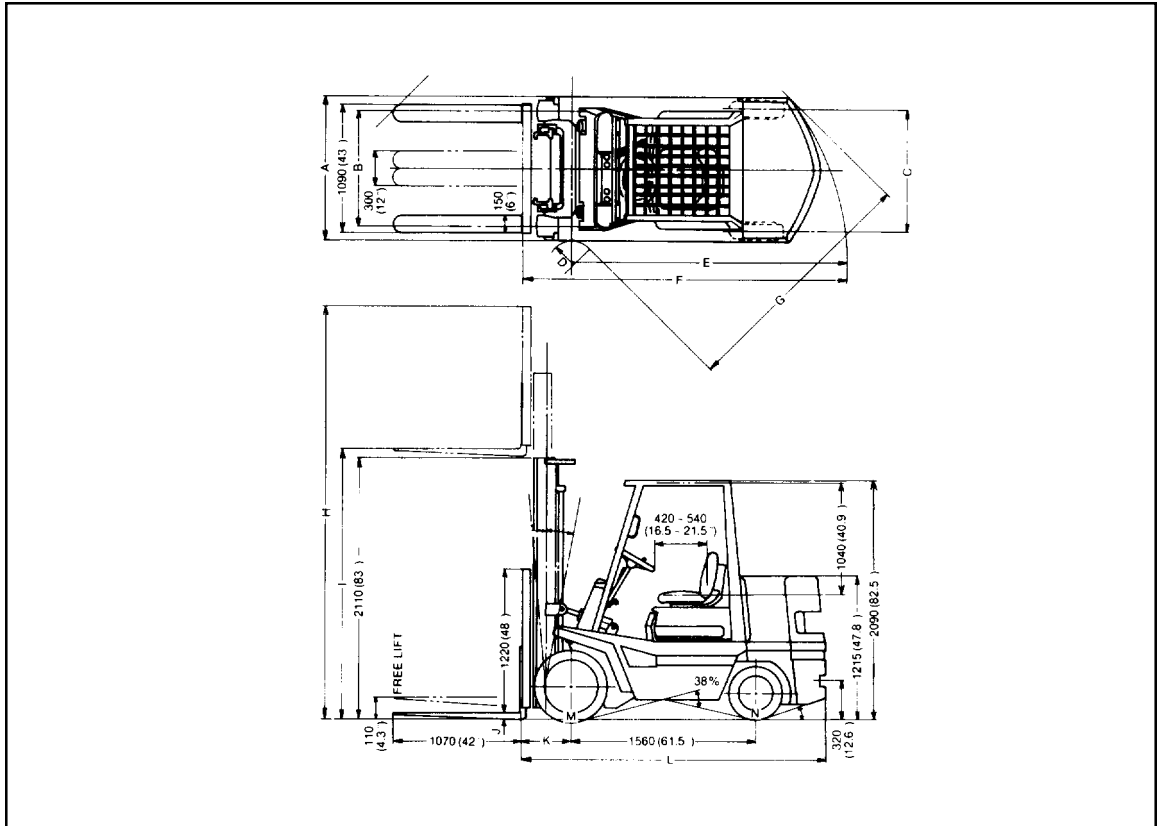 A
1090 (43 )
B
300
(12 )
150
(6 )
C
D
E
F
G
H
I
2110 (83 )
FREE LIFT
110
(4.3 )
1070 (42 )
1220 (48 )
J
K
420 - 540
(16.5 - 21.5 )
38%
M
N
1560 (61.5 )
L
1040 (40.9 )
2090 (82.5 )
1215 (47.8 )
320
(12.6 )